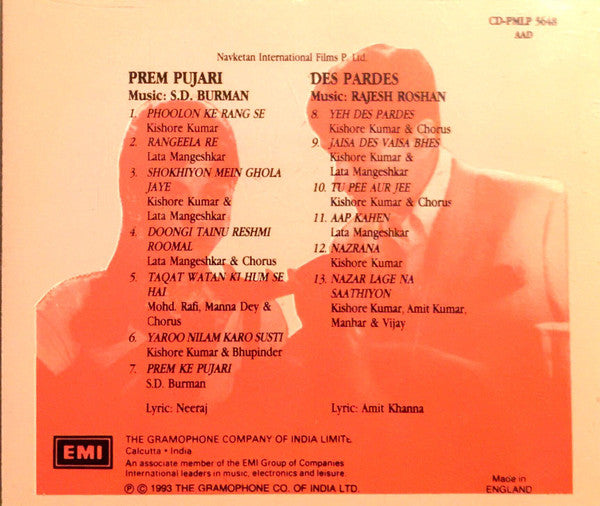 CD-PMLP 5648
AAD
Navketan International Films P. Ltd.
PREM PUJARI
Music: S.D. BURMAN
1. PHOOLON KE RANG SE
Kishore Kumar
2. RANGEELA RE
Lata Mangeshkar
3. SHOKHIYON MEIN GHOLA
JAYE
Kishore Kumar &
Lata Mangeshkar
4. DOONGI TAINU RESHMI
ROOMAL
Lata Mangeshkar & Chorus
5. TAQAT WATAN KI HUM SE
HAI
Mohd. Rafi, Manna Dey &
Chorus
6. YAROO NILAM KARO SUSTI
Kishore Kumar & Bhupinder
7. PREM KE PUJARI
S.D. Burman
Lyric: Neeraj
DES PARDES
Music: RAJESH ROSHAN
8. YEH DES PARDES
Kishore Kumar & Chorus
9. JAISA DES VAISA BHES
Kishore Kumar &
Lata Mangeshkar
10. TU PEE AUR JEE
Kishore Kumar & Chorus
11. AAP KAHEN
Lata Mangeshkar
12. NAZRANA
Kishore Kumar
13. NAZAR LAGE NA
SAATHIYON
Kishore Kumar, Amit Kumar,
Manhar & Vijay
Lyric: Amit Khanna
EMI
THE GRAMOPHONE COMPANY OF INDIA LIMITE
Calcutta • India
An associate member of the EMI Group of Companies
International leaders in music, electronics and leisure.
Ⓟ © 1993 THE GRAMOPHONE CO. OF INDIA LTD.
Made in
ENGLAND